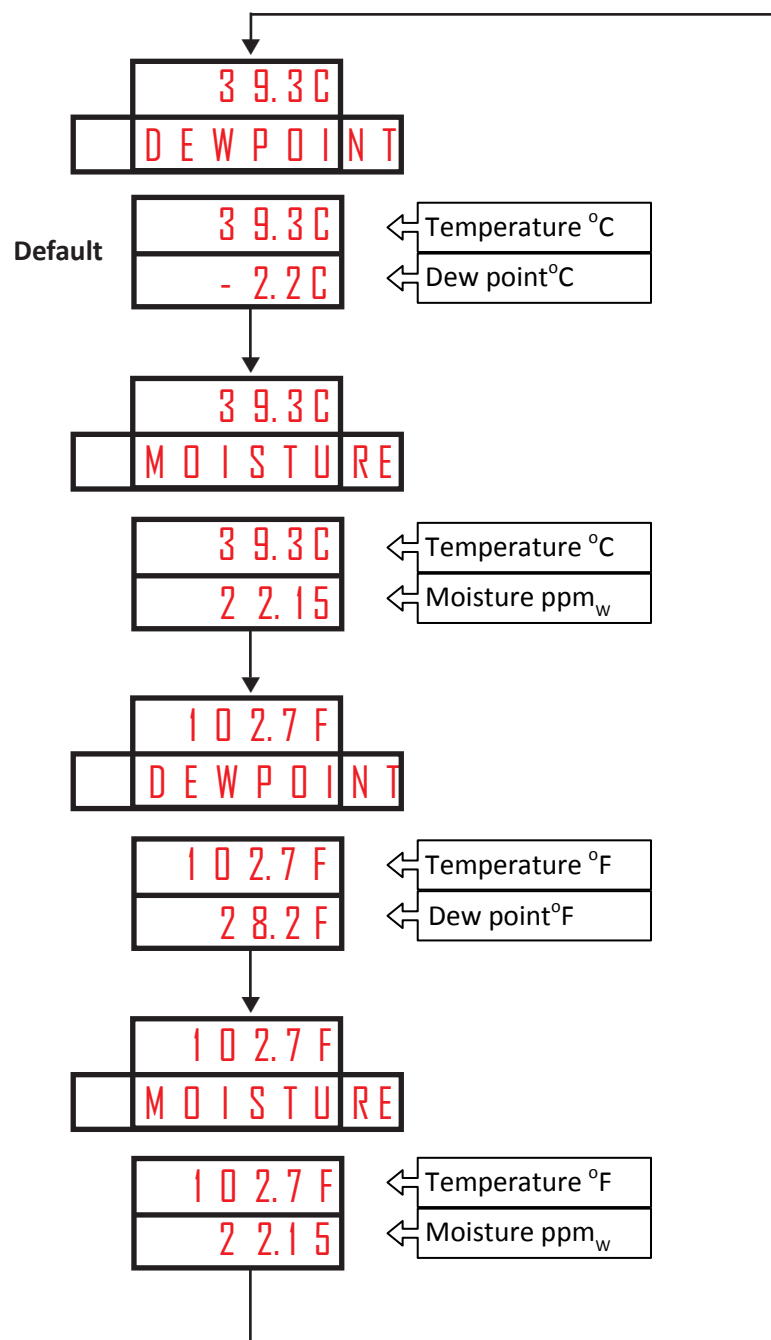 39.3C
DEWPOINT
Default
39.3C
Temperature °C
- 2.2C
Dew point°C
39.3C
MOISTURE
39.3C
Temperature °C
22.15
Moisture ppmw
102.7F
DEWPOINT
102.7F
Temperature °F
28.2F
Dew point°F
102.7F
MOISTURE
102.7F
Temperature °F
22.15
Moisture ppmw